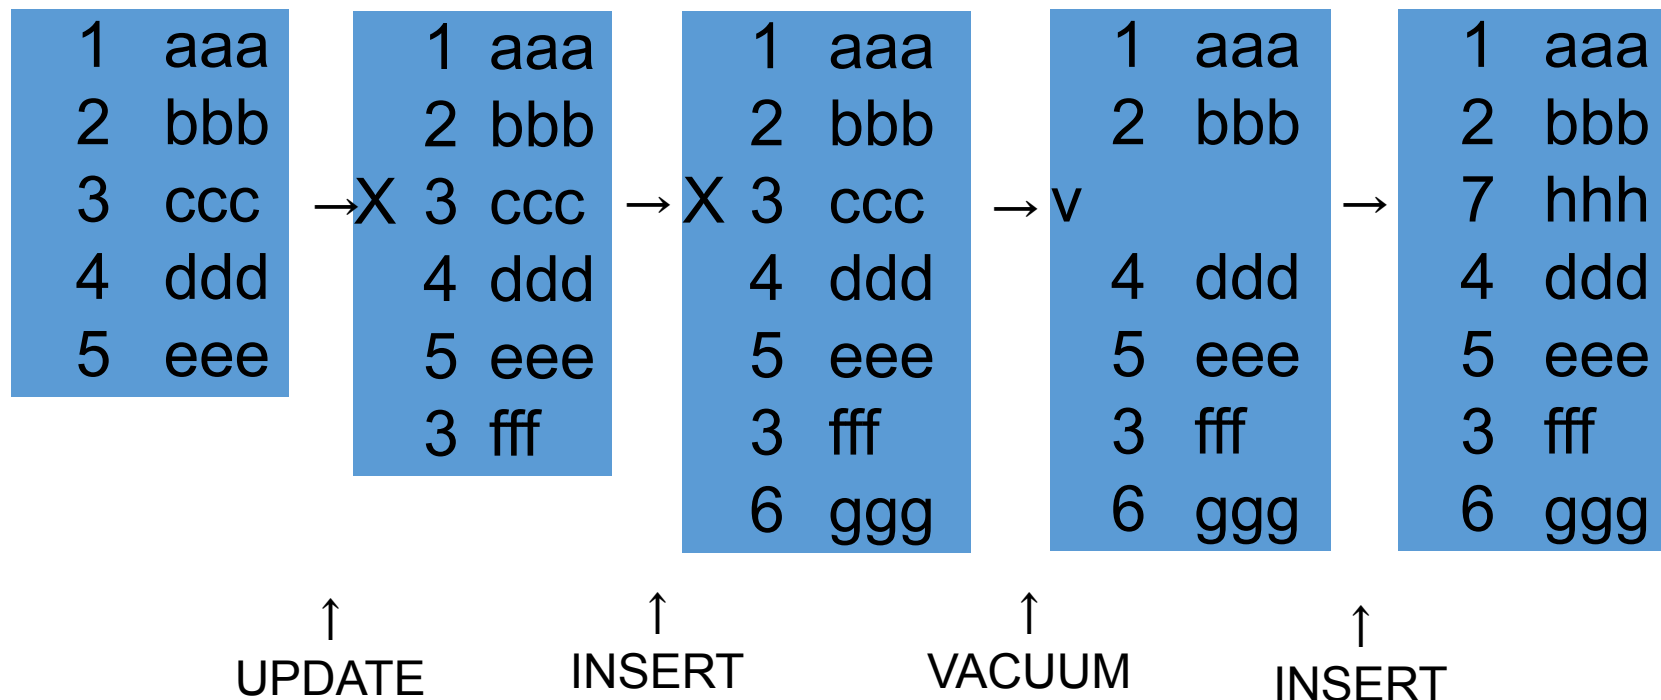 1 aaa 1 aaa 1 aaa 1 aaa 1 aaa
2 bbb 2 bbb 2 bbb 2 bbb 2 bbb
3 ccc →X 3 ccc → X 3 ccc → v → 7 hhh
4 ddd 4 ddd 4 ddd 4 ddd 4 ddd
5 eee 5 eee 5 eee 5 eee 5 eee
3 fff 3 fff 3 fff 3 fff
6 ggg 6 ggg 6 ggg
↑ ↑ ↑ ↑
UPDATE INSERT VACUUM INSERT